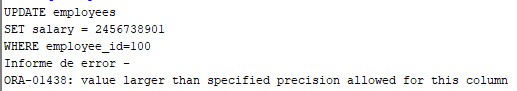 UPDATE employees
SET salary = 2456738901
WHERE employee_id=100
Informe de error -
ORA-01438: value larger than specified precision allowed for this column